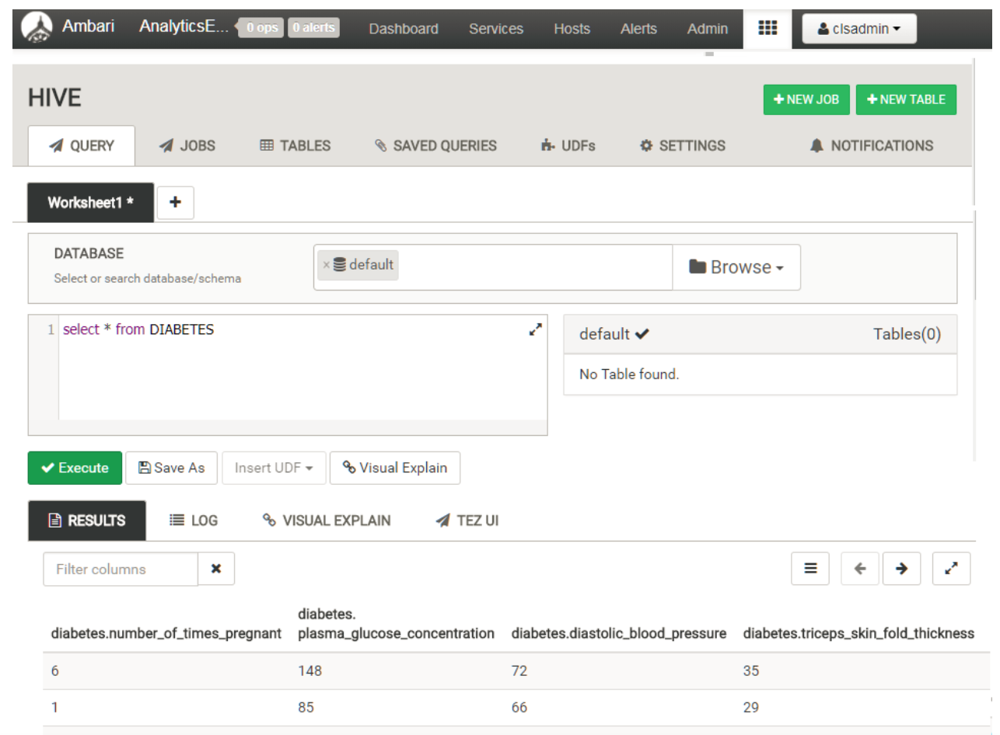 Ambari AnalyticsE... 0 ops 0 alerts Dashboard Services Hosts Alerts Admin clsadmin
HIVE
NEW JOB NEW TABLE
QUERY JOBS TABLES SAVED QUERIES UDFs SETTINGS NOTIFICATIONS
Worksheet1 * +
DATABASE
Select or search database/schema
× default
Browse
1 select * from DIABETES
default Tables(0)
No Table found.
Execute Save As Insert UDF Visual Explain
RESULTS LOG VISUAL EXPLAIN TEZ UI
Filter columns
diabetes.number_of_times_pregnant diabetes.plasma_glucose_concentration diabetes.diastolic_blood_pressure diabetes.triceps_skin_fold_thickness
6 148 72 35
1 85 66 29